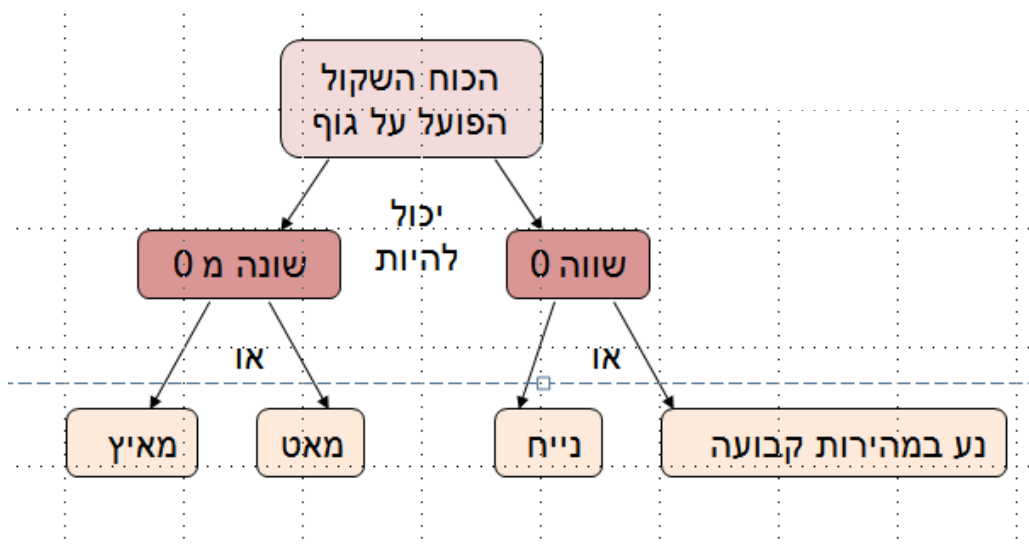 הכוח השקול
הפועל על גוף
יכול
להיות
שווה 0
שונה מ 0
או
או
נע במהירות קבועה
נייח
מאט
מאיץ